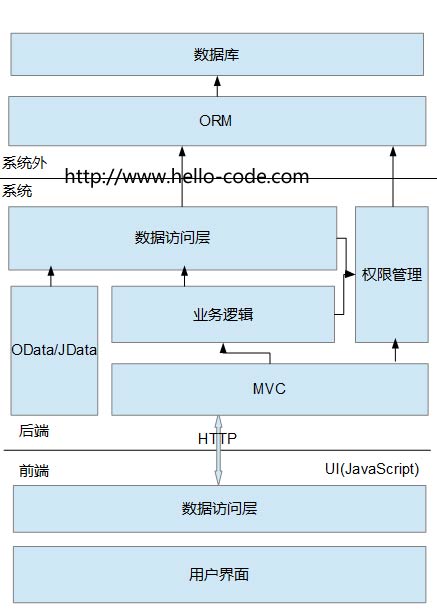 数据库
ORM
系统外
http://www.hello-code.com
系统
数据访问层
权限管理
业务逻辑
OData/JData
MVC
后端
HTTP
前端
UI(JavaScript)
数据访问层
用户界面